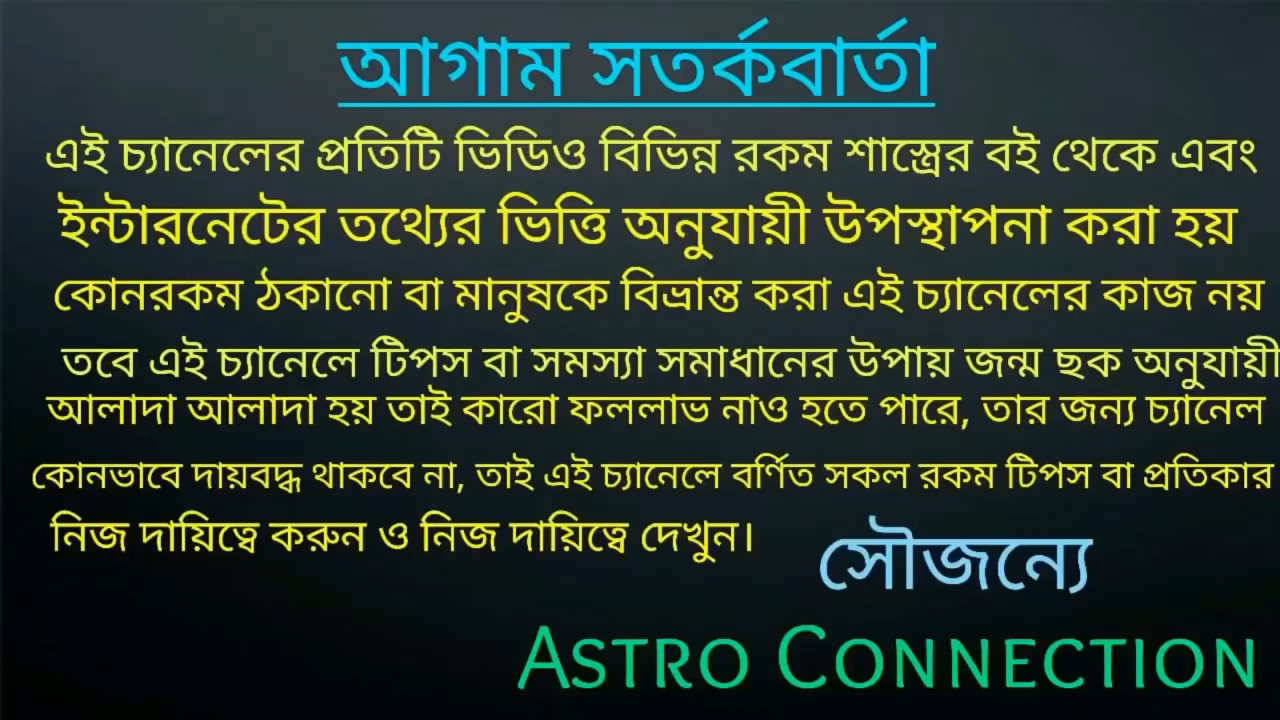 আগাম সতর্কবার্তা
এই চ্যানেলের প্রতিটি ভিডিও বিভিন্ন রকম শাস্ত্রের বই থেকে এবং
ইন্টারনেটের তথ্যের ভিত্তি অনুযায়ী উপস্থাপনা করা হয়
কোনরকম ঠকানো বা মানুষকে বিভ্রান্ত করা এই চ্যানেলের কাজ নয়
তবে এই চ্যানেলে টিপস বা সমস্যা সমাধানের উপায় জন্ম ছক অনুযায়ী
আলাদা আলাদা হয় তাই কারো ফললাভ নাও হতে পারে, তার জন্য চ্যানেল
কোনভাবে দায়বদ্ধ থাকবে না, তাই এই চ্যানেলে বর্ণিত সকল রকম টিপস বা প্রতিকার
নিজ দায়িত্বে করুন ও নিজ দায়িত্বে দেখুন।
সৌজন্যে
ASTRO CONNECTION